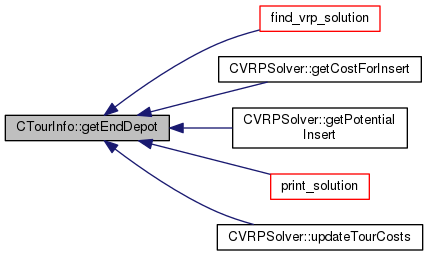 find_vrp_solution
CVRPSolver::getCostForInsert
CTourInfo::getEndDepot
CVRPSolver::getPotential
Insert
print_solution
CVRPSolver::updateTourCosts